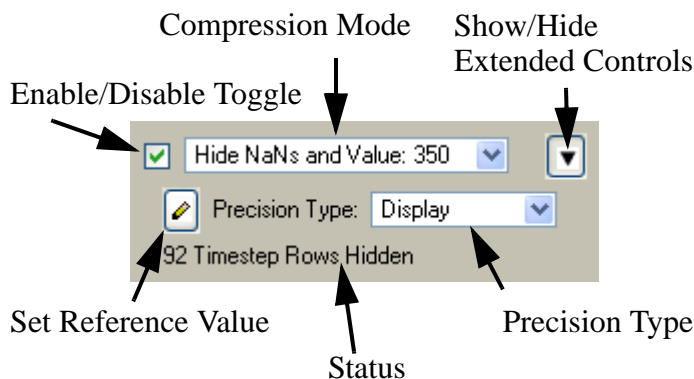 Compression Mode
Show/Hide
Extended Controls
Enable/Disable Toggle
Hide NaNs and Value: 350
Precision Type: Display
92 Timestep Rows Hidden
Set Reference Value
Precision Type
Status